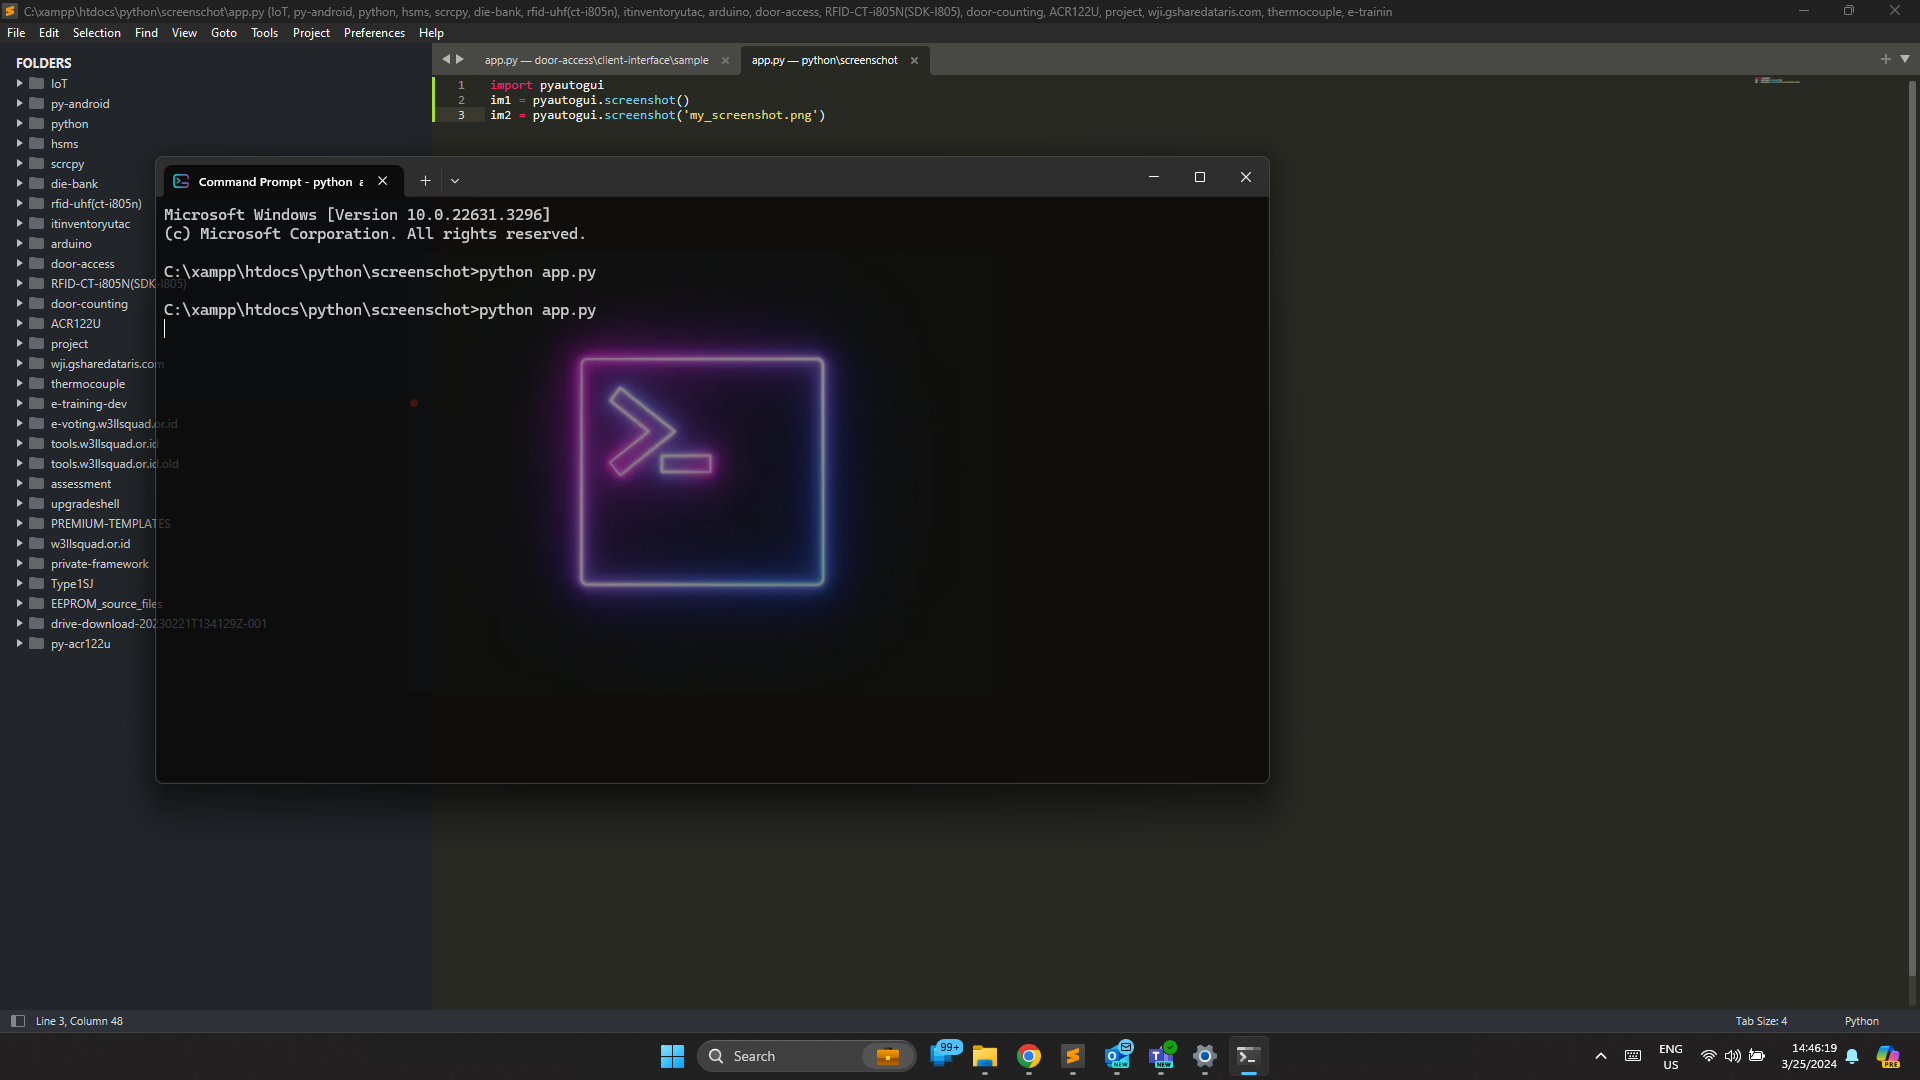 C:\xampp\htdocs\python\screenschot\app.py (IoT, py-android, python, hsms, scrcpy, die-bank, rfid-uhf(ct-i805n), itinventoryutac, arduino, door-access, RFID-CT-i805N(SDK-I805), door-counting, ACR122U, project, wji.gsharedataris.com, thermocouple, e-trainin
File Edit Selection Find View Goto Tools Project Preferences Help
FOLDERS
IoT
py-android
python
hsms
scrcpy
die-bank
rfid-uhf(ct-i805n)
itinventoryutac
arduino
door-access
RFID-CT-i805N(SDK-I805)
door-counting
ACR122U
project
wji.gsharedataris.com
thermocouple
e-training-dev
e-voting.w3llsquad.or.id
tools.w3llsquad.or.id
tools.w3llsquad.or.id.old
assessment
upgradeshell
PREMIUM-TEMPLATES
w3llsquad.or.id
private-framework
Type1SJ
EEPROM_source_files
drive-download-20230221T134129Z-001
py-acr122u
app.py — door-access\client-interface\sample
app.py — python\screenschot
1 import pyautogui
2 im1 = pyautogui.screenshot()
3 im2 = pyautogui.screenshot('my_screenshot.png')
Command Prompt - python a
Microsoft Windows [Version 10.0.22631.3296]
(c) Microsoft Corporation. All rights reserved.
C:\xampp\htdocs\python\screenschot>python app.py
C:\xampp\htdocs\python\screenschot>python app.py
Line 3, Column 48
Tab Size: 4
Python
Search
99+
NEW
NEW
ENG
US
14:46:19
3/25/2024
PRE